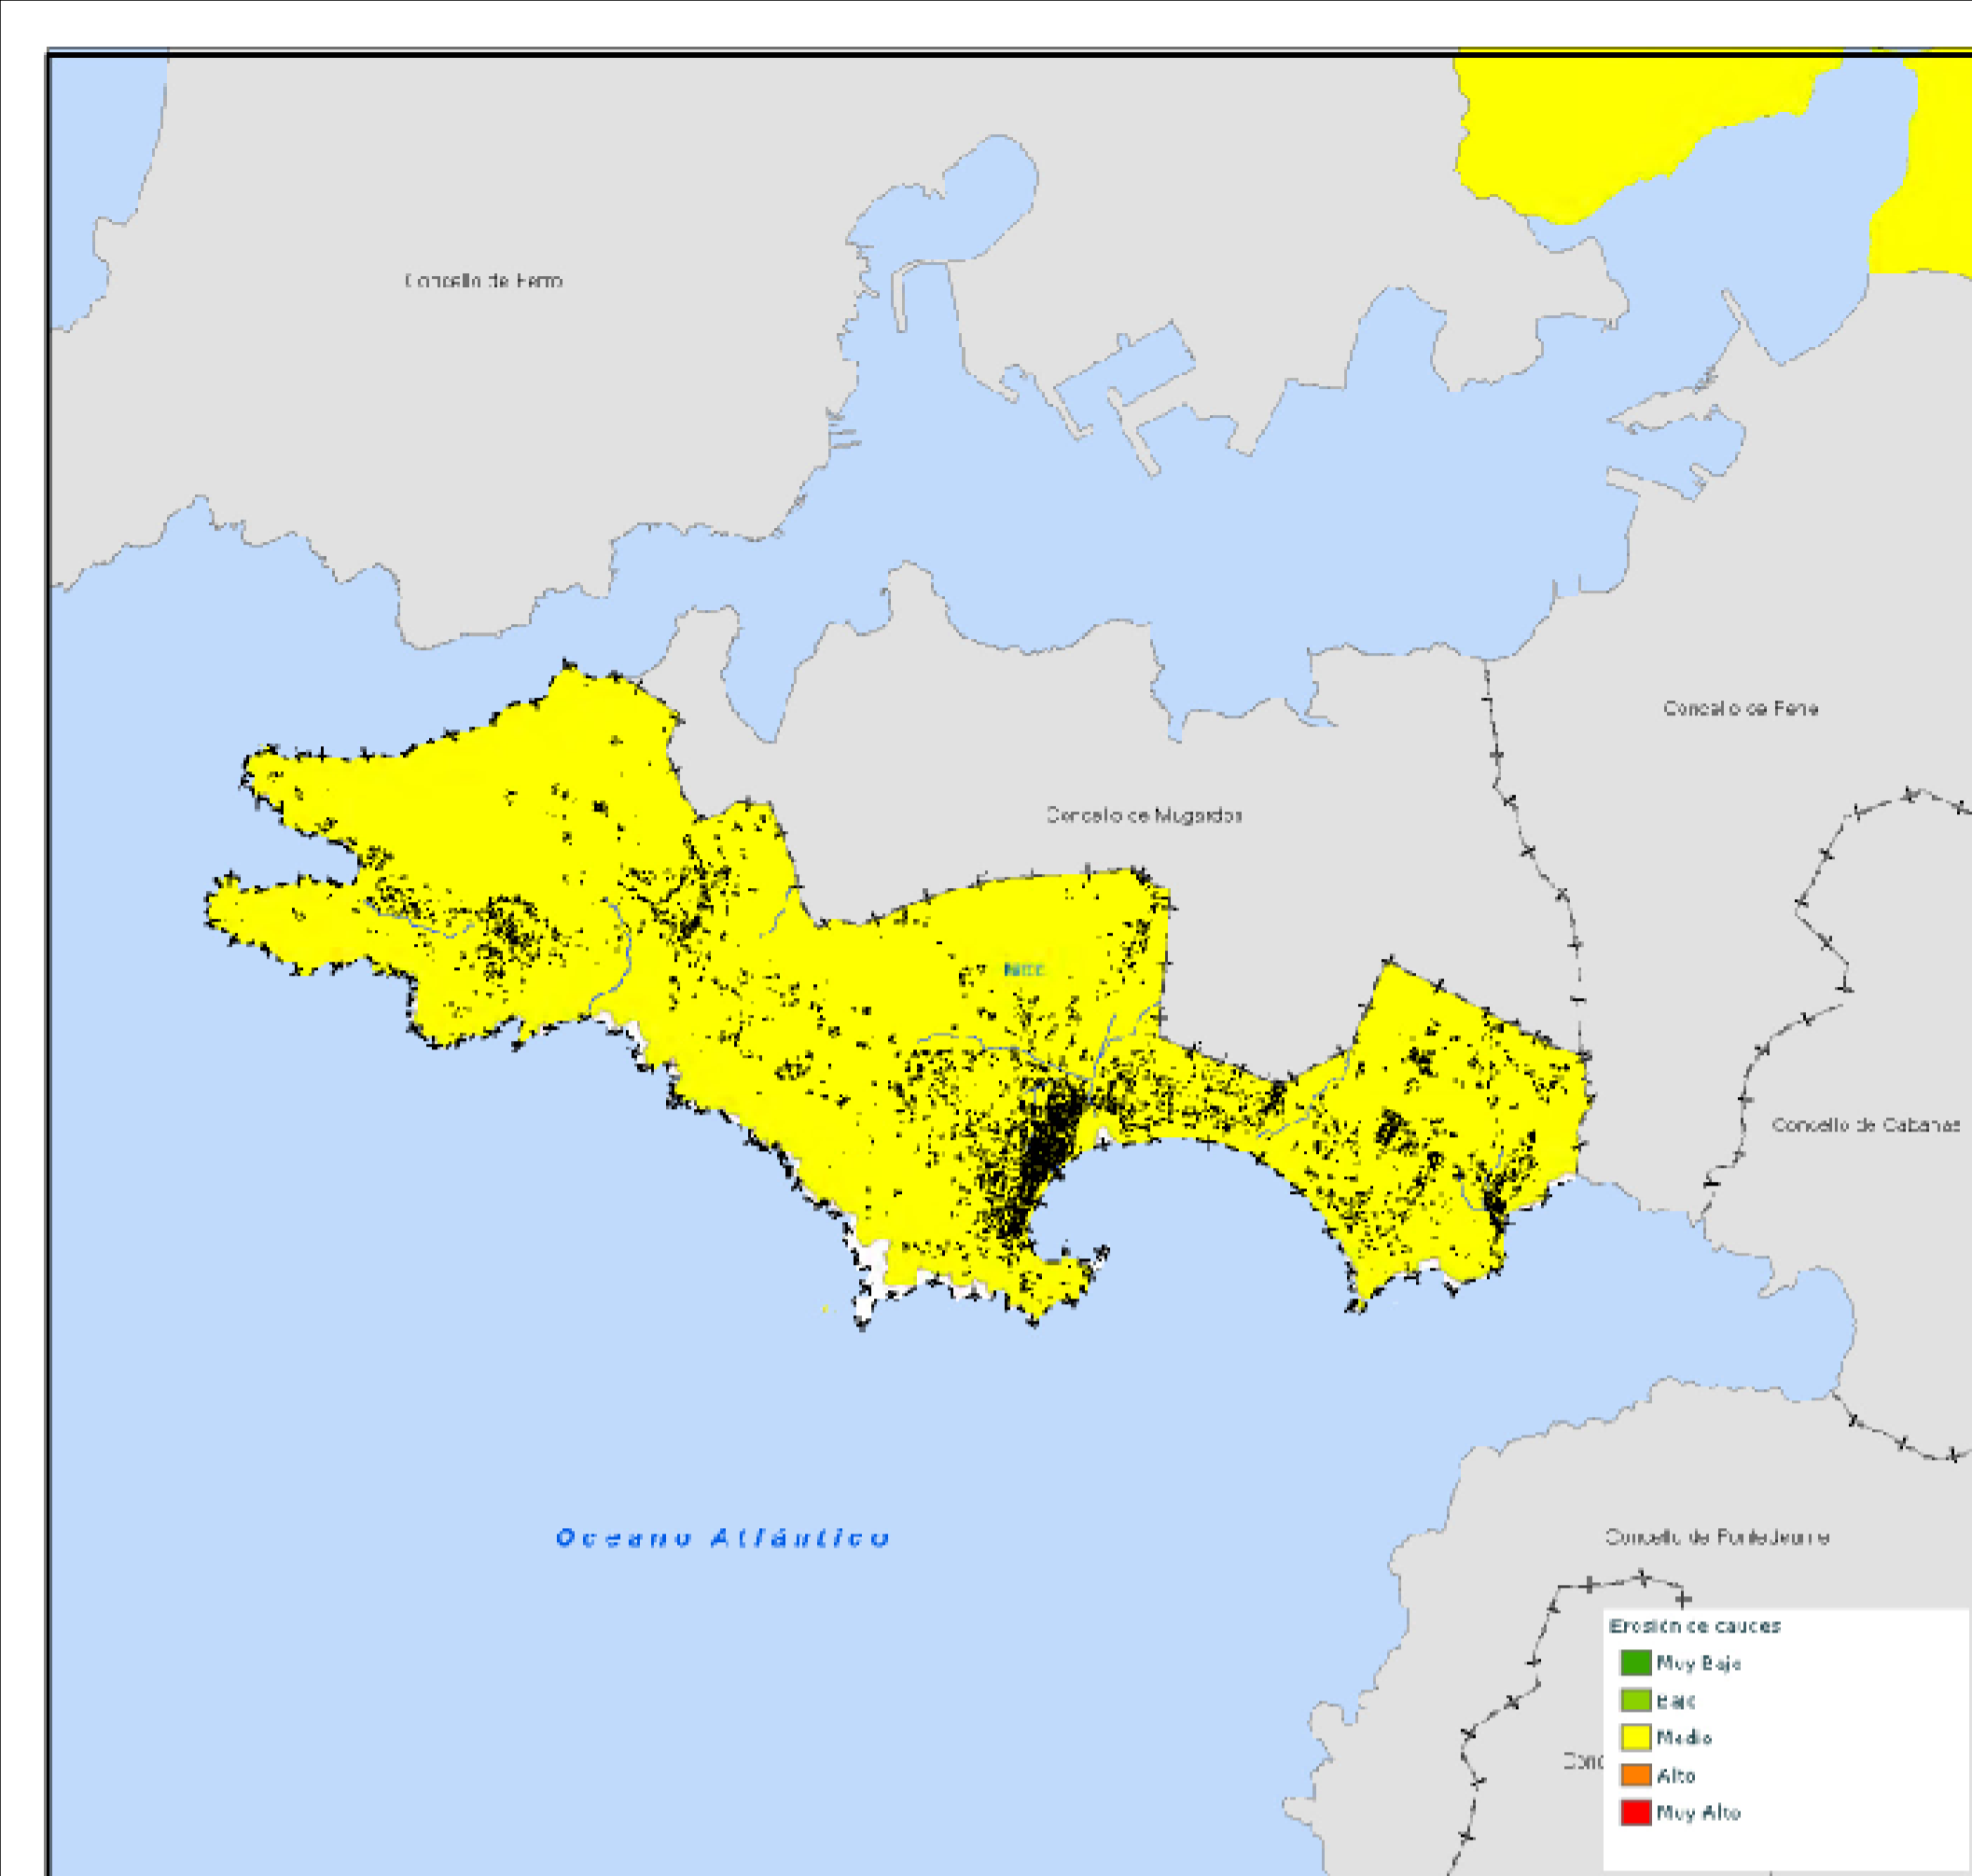 Concello de Ferrol
Concello de Fene
Concello de Mugardos
Concello de Cabanas
Oceano Atlántico
Concello de Pontedeume
Erosión de cauces
Muy Bajo
Bajo
Medio
Conc
Alto
Muy Alto